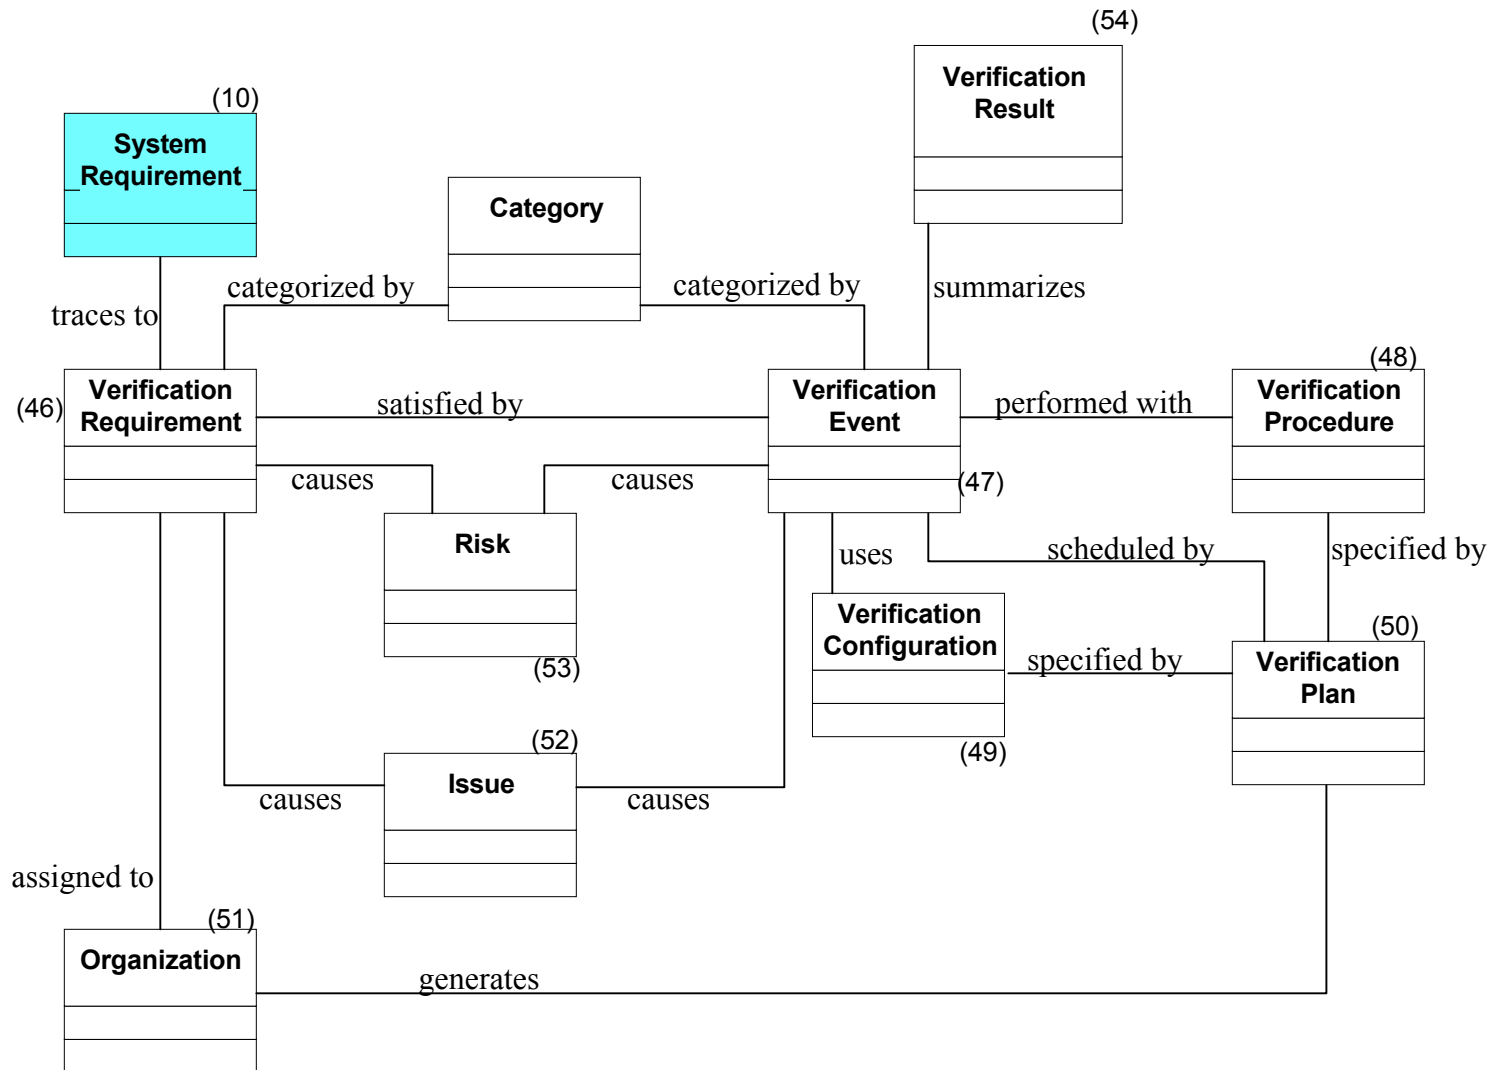 (54)
Verification
Result
(10)
System
Requirement
Category
categorized by
categorized by
summarizes
traces to
(46)
Verification
Requirement
satisfied by
Verification
Event
(47)
performed with
(48)
Verification
Procedure
causes
causes
Risk
(53)
uses
scheduled by
specified by
Verification
Configuration
(49)
specified by
(50)
Verification
Plan
(52)
Issue
causes
causes
assigned to
(51)
Organization
generates